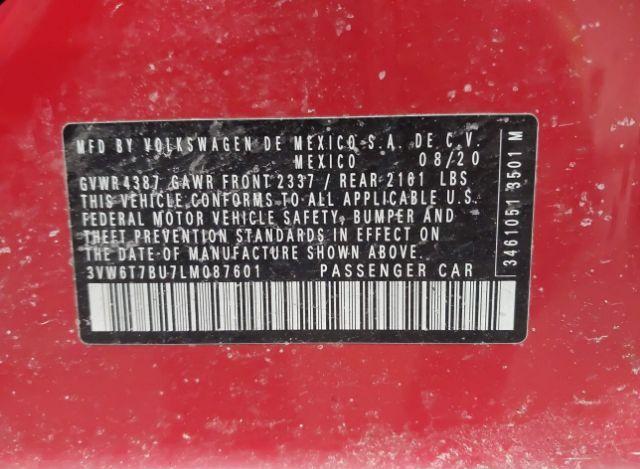 MFD BY VOLKSWAGEN DE MEXICO S.A. DE C.V.
MEXICO 08/20
GVWR 4387 GAWR FRONT 2337 / REAR 2161 LBS
THIS VEHICLE CONFORMS TO ALL APPLICABLE U.S.
FEDERAL MOTOR VEHICLE SAFETY, BUMPER AND
THEFT PREVENTION STANDARDS IN EFFECT ON
THE DATE OF MANUFACTURE SHOWN ABOVE.
3VW6T7BU7LM087601 PASSENGER CAR
3461051 3501 M